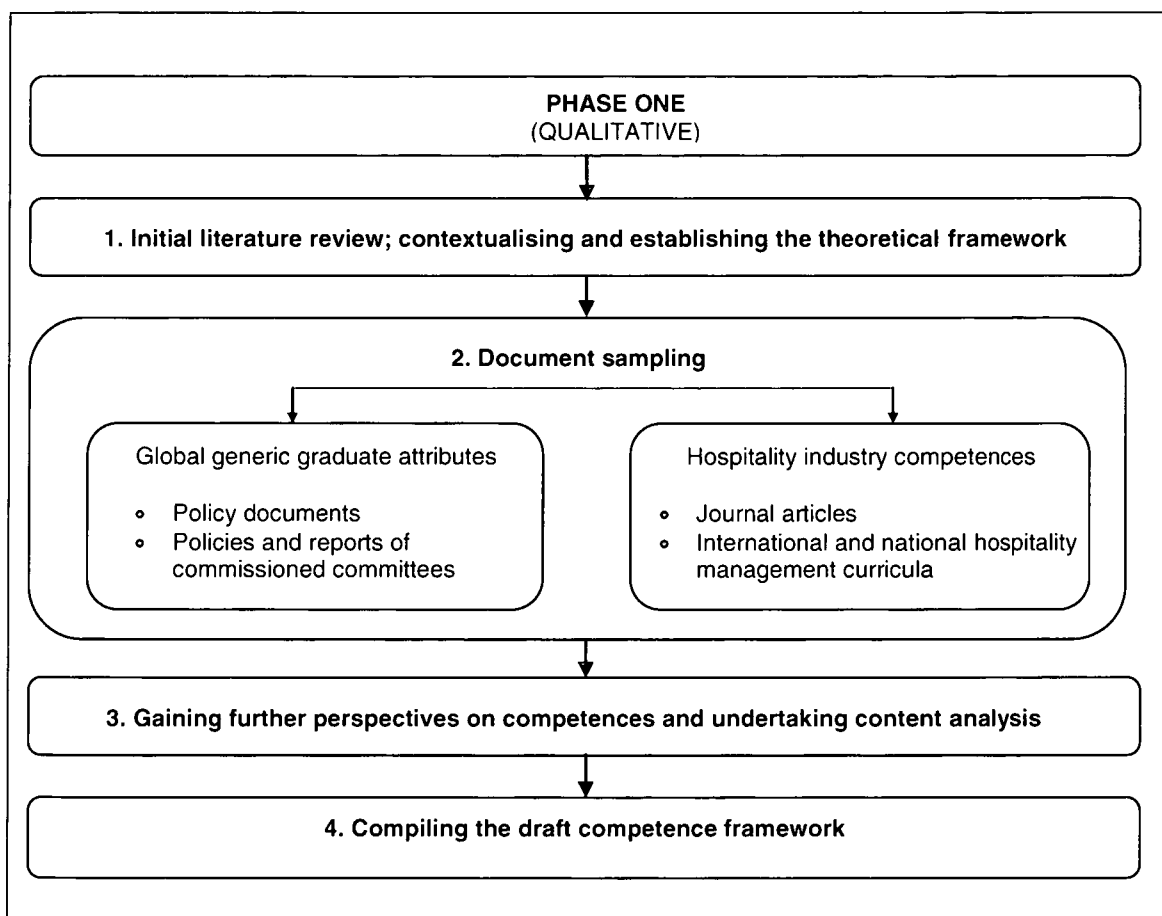 PHASE ONE
(QUALITATIVE)
1. Initial literature review; contextualising and establishing the theoretical framework
2. Document sampling
Global generic graduate attributes
Policy documents
Policies and reports of
commissioned committees
Hospitality industry competences
Journal articles
International and national hospitality
management curricula
3. Gaining further perspectives on competences and undertaking content analysis
4. Compiling the draft competence framework